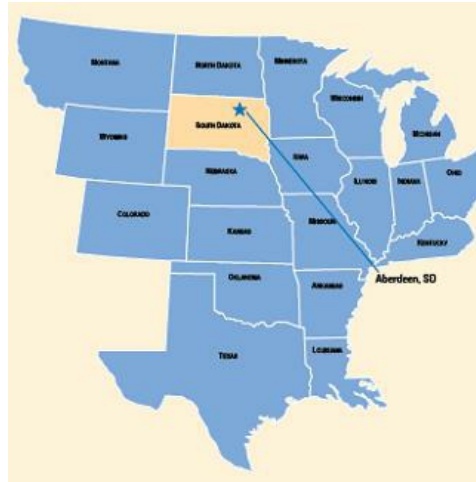 MONTANA
NORTH DAKOTA
MINNESOTA
WISCONSIN
SOUTH DAKOTA
MICHIGAN
WYOMING
IOWA
NEBRASKA
ILLINOIS
INDIANA
OHIO
COLORADO
KANSAS
MISSOURI
KENTUCKY
OKLAHOMA
Aberdeen, SD
ARKANSAS
TEXAS
LOUISIANA